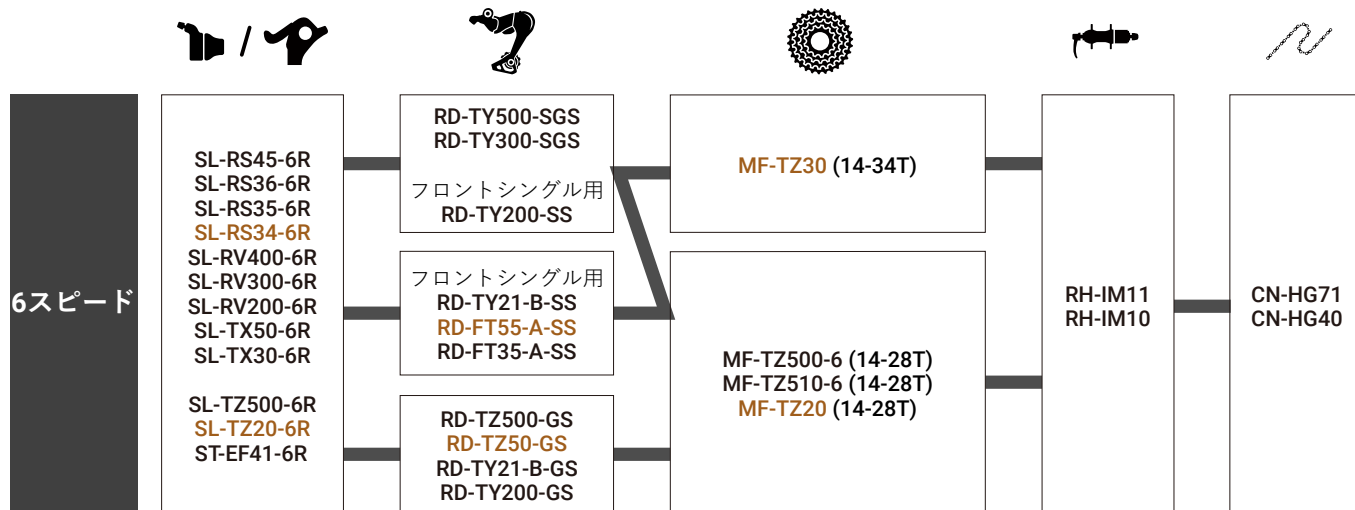 6スピード
SL-RS45-6R
SL-RS36-6R
SL-RS35-6R
SL-RS34-6R
SL-RV400-6R
SL-RV300-6R
SL-RV200-6R
SL-TX50-6R
SL-TX30-6R
SL-TZ500-6R
SL-TZ20-6R
ST-EF41-6R
RD-TY500-SGS
RD-TY300-SGS
フロントシングル用
RD-TY200-SS
フロントシングル用
RD-TY21-B-SS
RD-FT55-A-SS
RD-FT35-A-SS
RD-TZ500-GS
RD-TZ50-GS
RD-TY21-B-GS
RD-TY200-GS
MF-TZ30 (14-34T)
MF-TZ500-6 (14-28T)
MF-TZ510-6 (14-28T)
MF-TZ20 (14-28T)
RH-IM11
RH-IM10
CN-HG71
CN-HG40